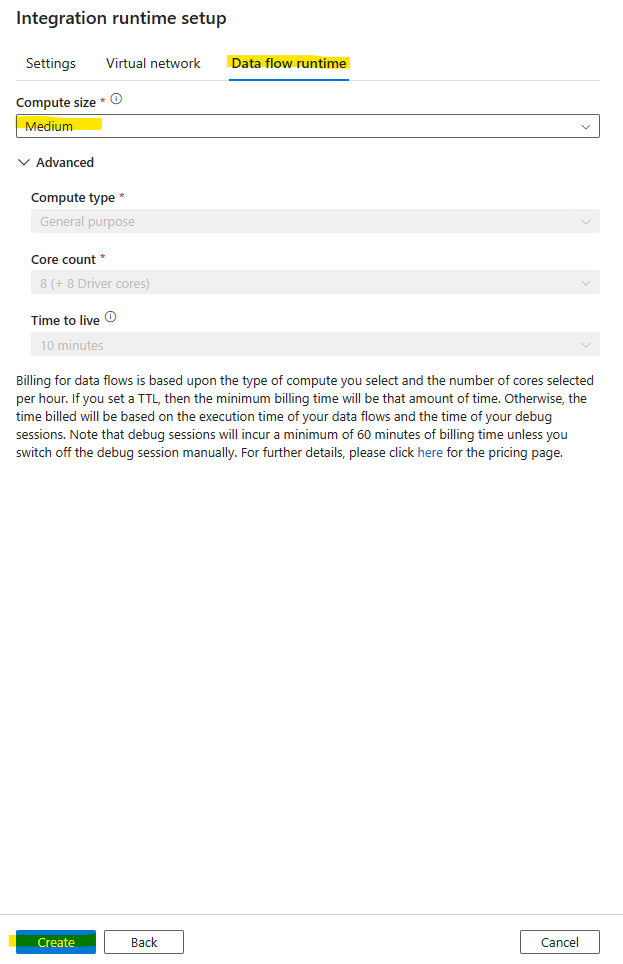 Integration runtime setup
Settings
Virtual network
Data flow runtime
Compute size *
Medium
Advanced
Compute type *
General purpose
Core count *
8 (+ 8 Driver cores)
Time to live
10 minutes
Billing for data flows is based upon the type of compute you select and the number of cores selected
per hour. If you set a TTL, then the minimum billing time will be that amount of time. Otherwise, the
time billed will be based on the execution time of your data flows and the time of your debug
sessions. Note that debug sessions will incur a minimum of 60 minutes of billing time unless you
switch off the debug session manually. For further details, please click here for the pricing page.
Create
Back
Cancel